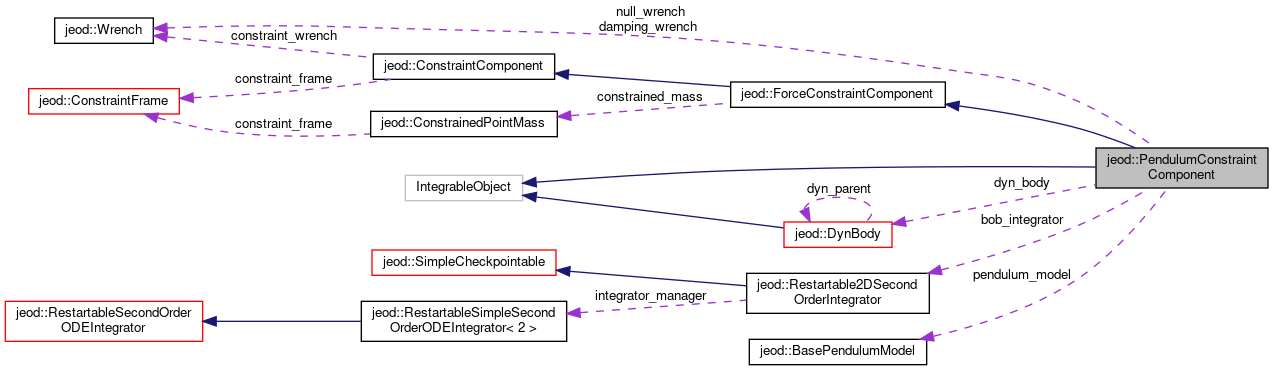 null_wrench
damping_wrench
jeod::Wrench
constraint_wrench
jeod::ConstraintComponent
constraint_frame
jeod::ConstraintFrame
constrained_mass
jeod::ForceConstraintComponent
jeod::ConstrainedPointMass
constraint_frame
jeod::PendulumConstraint
Component
IntegrableObject
dyn_parent
dyn_body
jeod::DynBody
bob_integrator
jeod::SimpleCheckpointable
pendulum_model
jeod::Restartable2DSecond
OrderIntegrator
integrator_manager
jeod::RestartableSecondOrder
ODEIntegrator
jeod::RestartableSimpleSecond
OrderODEIntegrator< 2 >
jeod::BasePendulumModel